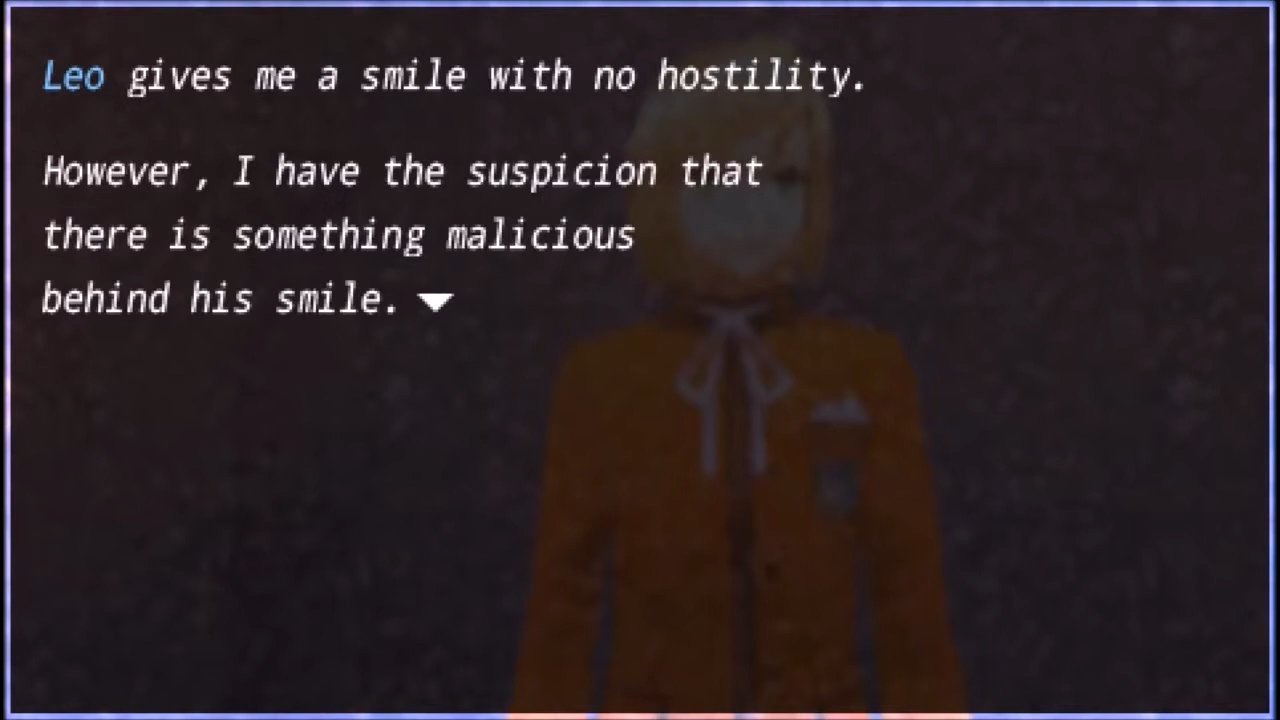 Leo gives me a smile with no hostility.
However, I have the suspicion that
there is something malicious
behind his smile.